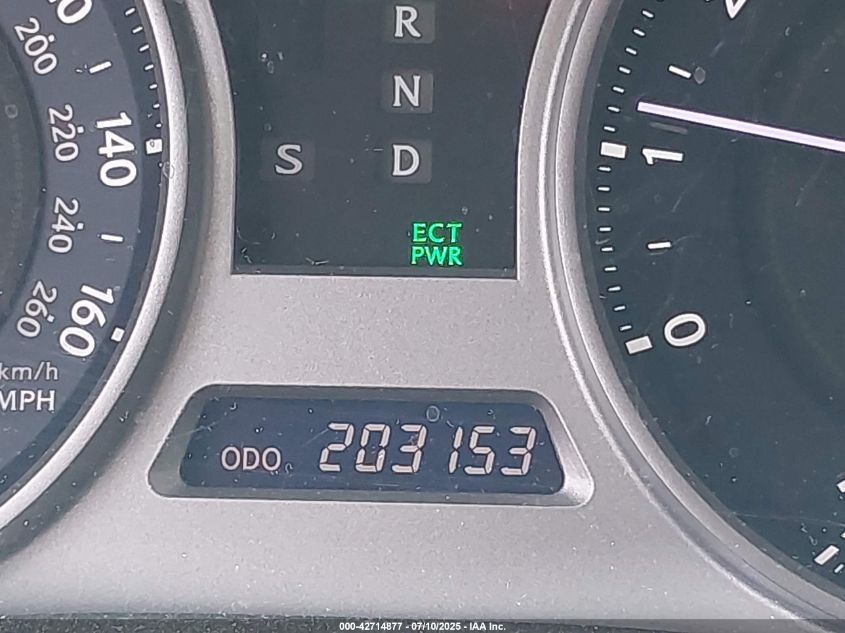 R
N
S D
ECT
PWR
200
220
140
240
260
160
km/h
MPH
1
0
ODO 203153
000-42714877 - 07/10/2025 - IAA Inc.